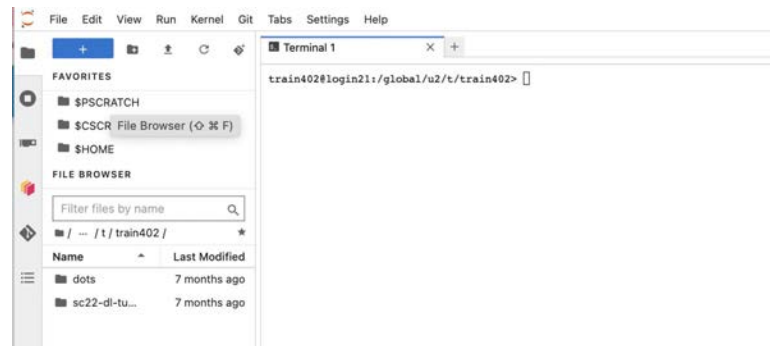 File Edit View Run Kernel Git Tabs Settings Help
Terminal 1
FAVORITES
train402@login21:/global/u2/t/train402>
$PSCRATCH
$CSCR File Browser (⇧ ⌘ F)
$HOME
FILE BROWSER
Filter files by name
/ ··· / t / train402 /
Name Last Modified
dots 7 months ago
sc22-dl-tu... 7 months ago